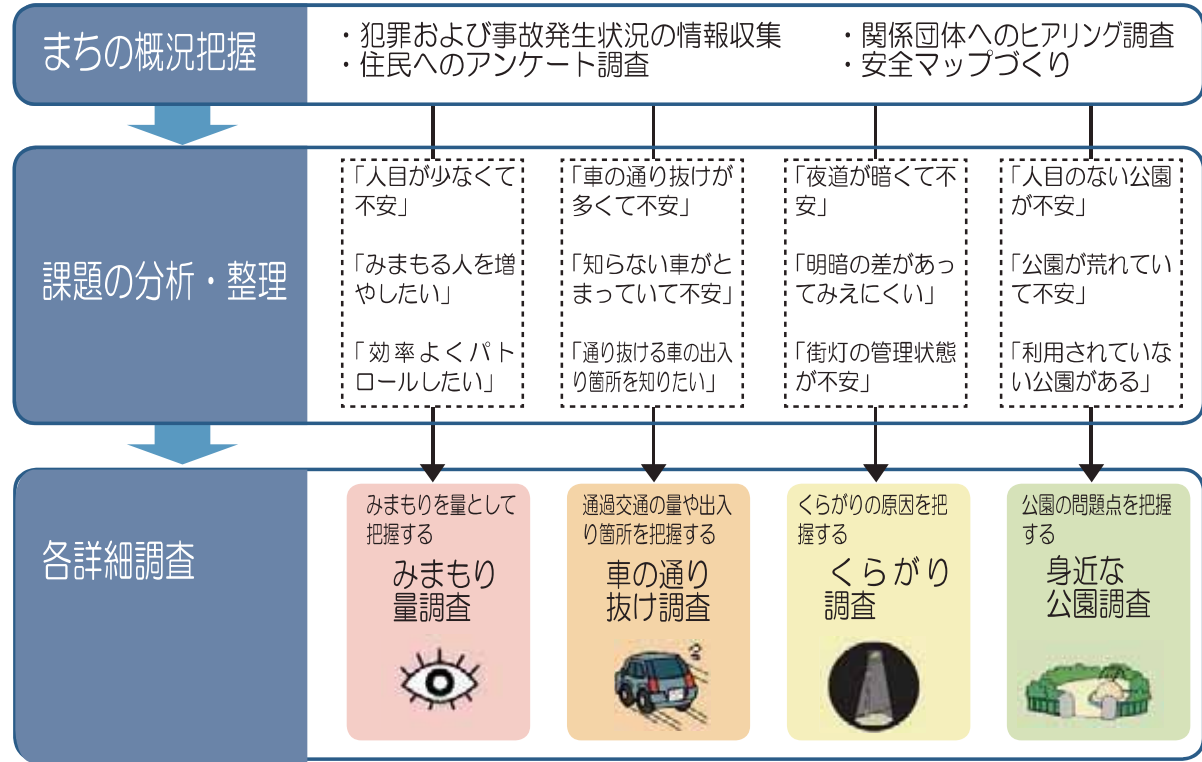 まちの概況把握
・犯罪および事故発生状況の情報収集
・住民へのアンケート調査
・関係団体へのヒアリング調査
・安全マップづくり
課題の分析・整理
「人目が少なくて
不安」
「みまもる人を増
やしたい」
「効率よくパト
ロールしたい」
「車の通り抜けが
多くて不安」
「知らない車がと
まっていて不安」
「通り抜ける車の出入
り箇所を知りたい」
「夜道が暗くて不
安」
「明暗の差があっ
てみえにくい」
「街灯の管理状態
が不安」
「人目のない公園
が不安」
「公園が荒れてい
て不安」
「利用されていな
い公園がある」
各詳細調査
みまもりを量として
把握する
みまもり
量調査
通過交通の量や出入
り箇所を把握する
車の通り
抜け調査
くらがりの原因を把
握する
くらがり
調査
公園の問題点を把握
する
身近な
公園調査